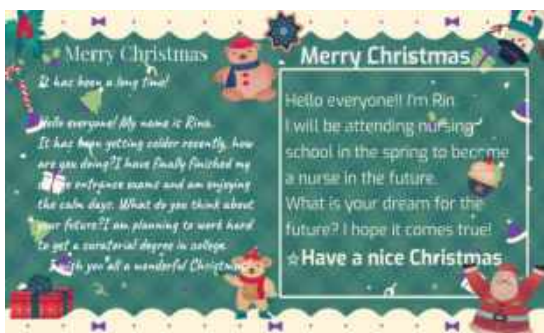 Merry Christmas
It has been a long time!
Hello everyone! My name is Rina.
It has been getting colder recently, how
are you doing? I have finally finished my
entrance exams and am enjoying
the calm days. What do you think about
your future? I am planning to work hard
to get a curatorial degree in college.
I wish you all a wonderful Christmas
Merry Christmas
Hello everyone!! I'm Rin
I will be attending nursing
school in the spring to become
a nurse in the future.
What is your dream for the
future? I hope it comes true!
☆Have a nice Christmas